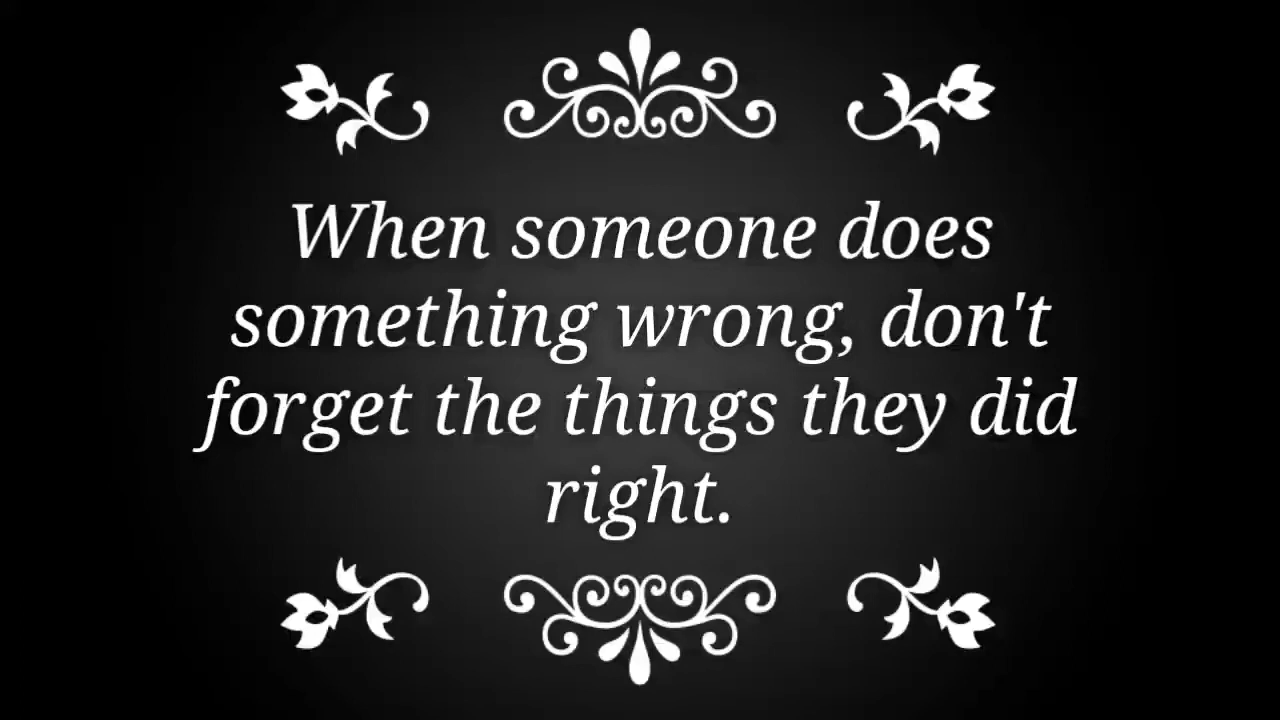 When someone does
something wrong, don't
forget the things they did
right.